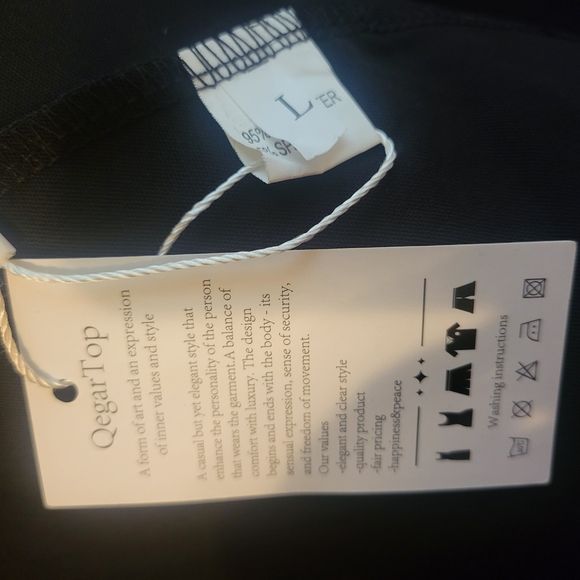 L
'ER
95%
QegarTop
A form of art and an expression
of inner values and style
A casual but yet elegant style that
enhance the personality of the person
that wears the garment.A balance of
comfort with luxury. The design
begins and ends with the body - its
sensual expression, sense of security,
and freedom of movement.
Our values
-elegant and clear style
-quality product
-fair pricing
-happiness&peace
Washing instructions